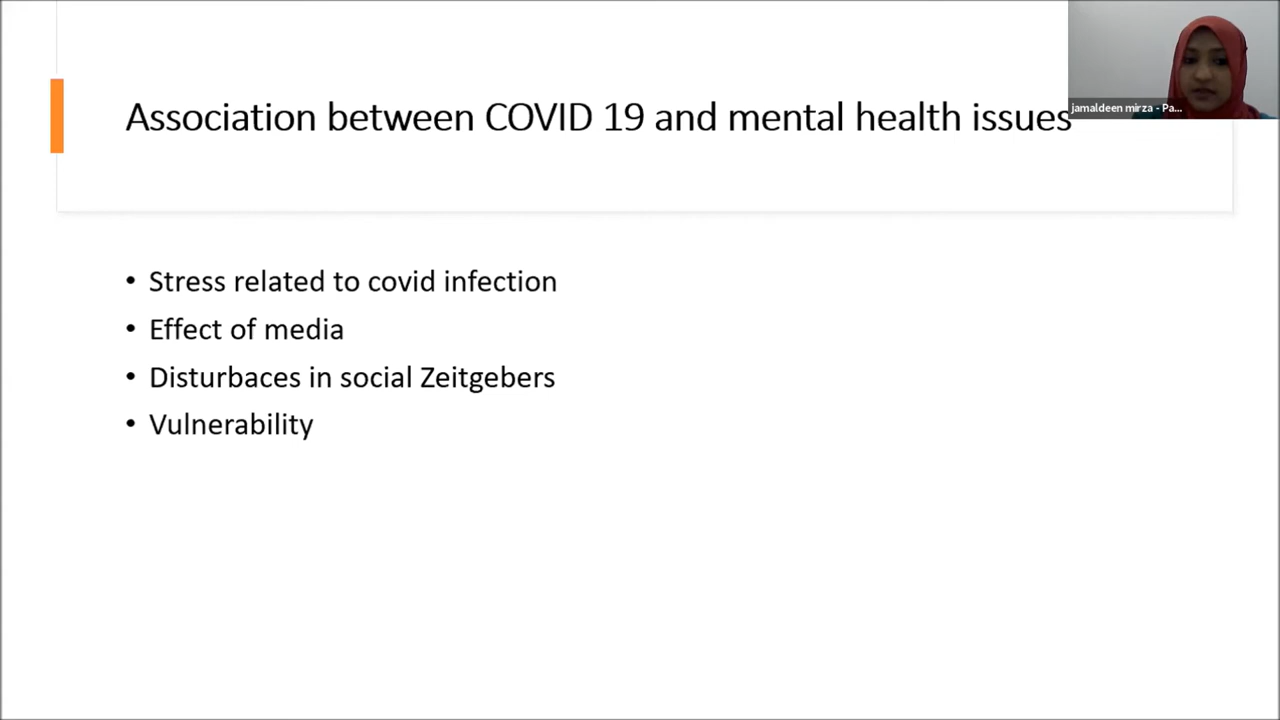 Association between COVID 19 and mental health issues
jamaldeen mirza - Pa...
• Stress related to covid infection
• Effect of media
• Disturbaces in social Zeitgebers
• Vulnerability